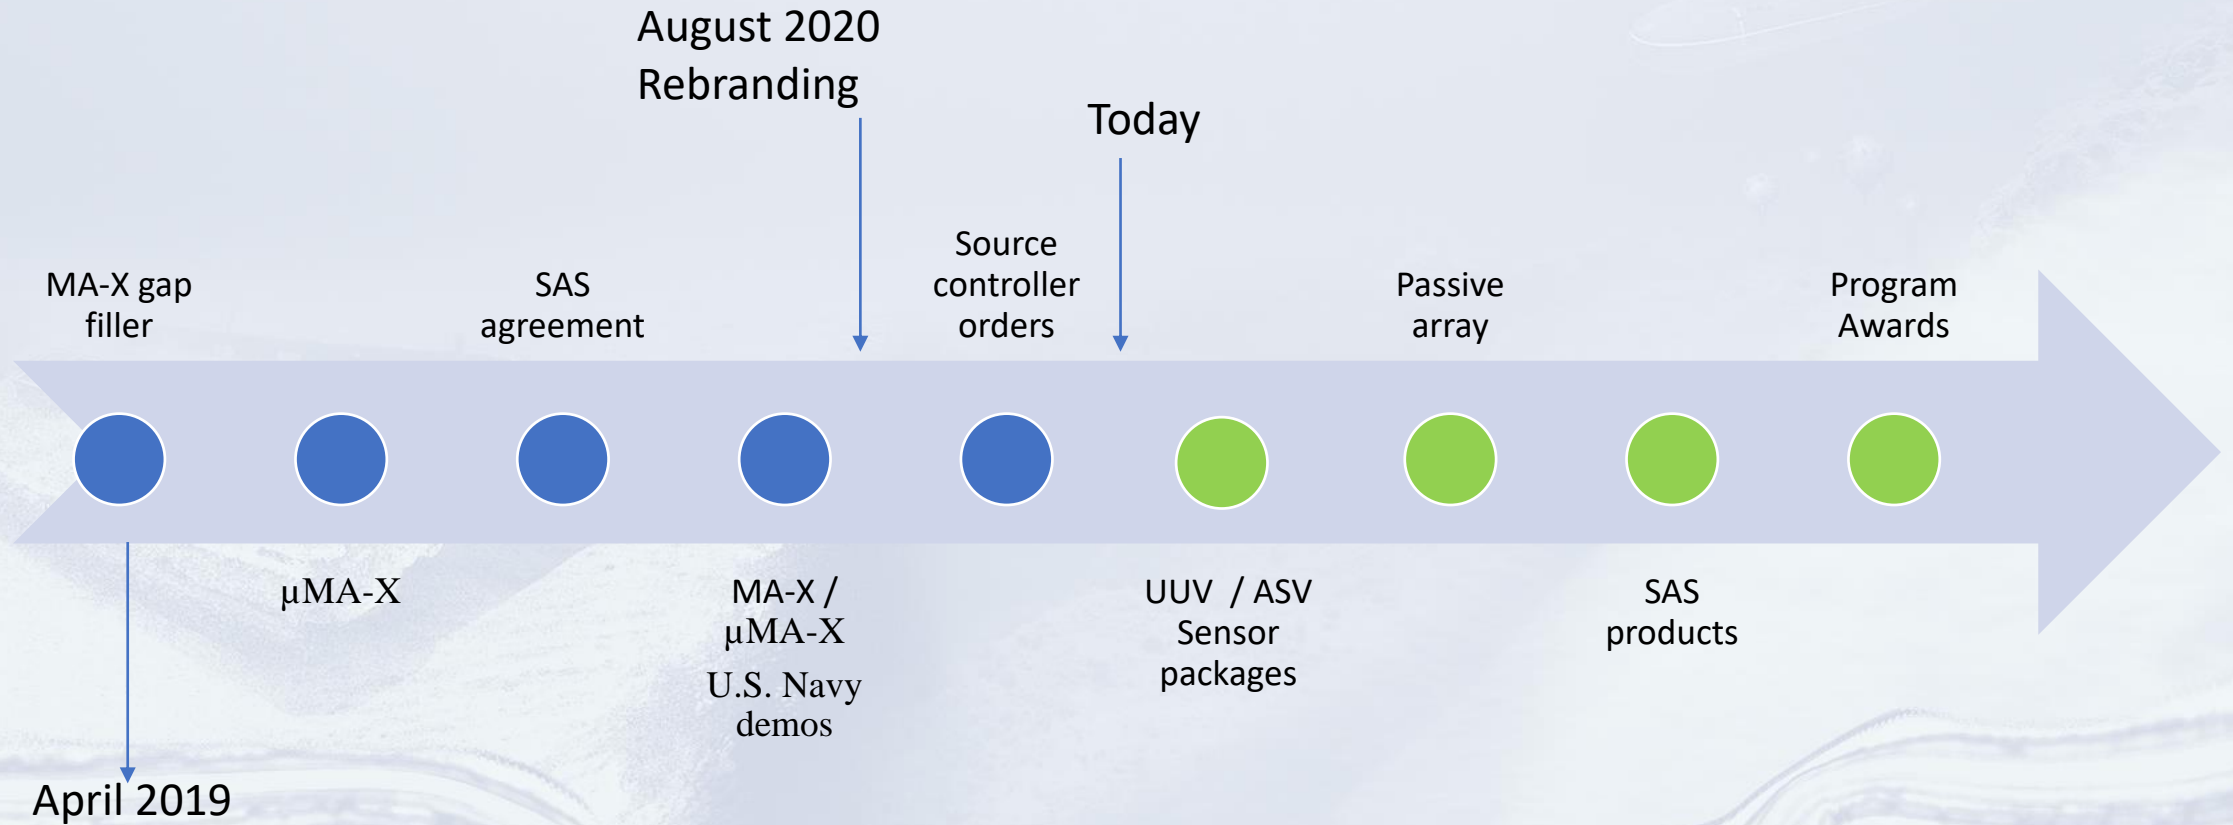 August 2020
Rebranding
Today
MA-X gap
filler
SAS
agreement
Source
controller
orders
Passive
array
Program
Awards
µMA-X
MA-X /
µMA-X
U.S. Navy
demos
UUV / ASV
Sensor
packages
SAS
products
April 2019